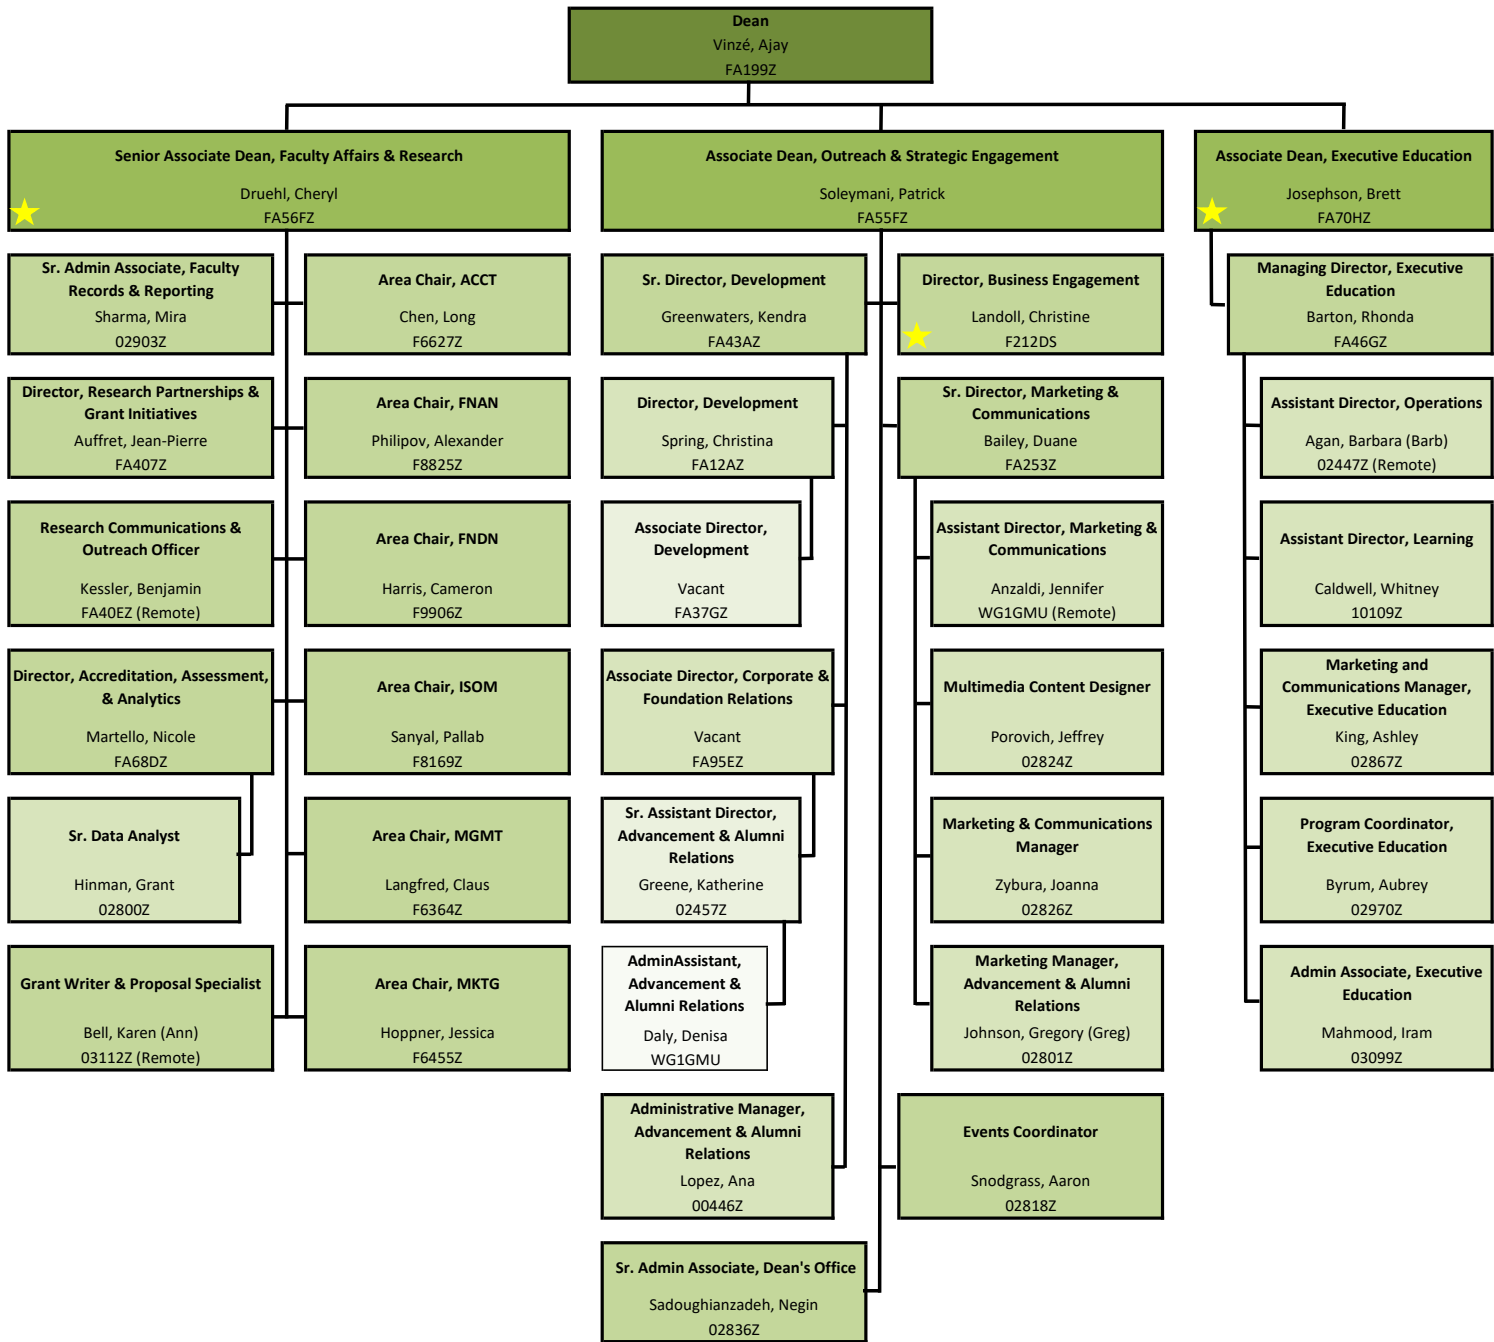 Dean
Vinzé, Ajay
FA199Z
Senior Associate Dean, Faculty Affairs & Research
Druehl, Cheryl
FA56FZ
Associate Dean, Outreach & Strategic Engagement
Soleymani, Patrick
FA55FZ
Associate Dean, Executive Education
Josephson, Brett
FA70HZ
Sr. Admin Associate, Faculty
Records & Reporting
Sharma, Mira
02903Z
Area Chair, ACCT
Chen, Long
F6627Z
Sr. Director, Development
Greenwaters, Kendra
FA43AZ
Director, Business Engagement
Landoll, Christine
F212DS
Managing Director, Executive
Education
Barton, Rhonda
FA46GZ
Director, Research Partnerships &
Grant Initiatives
Auffret, Jean-Pierre
FA407Z
Area Chair, FNAN
Philipov, Alexander
F8825Z
Director, Development
Spring, Christina
FA12AZ
Sr. Director, Marketing &
Communications
Bailey, Duane
FA253Z
Assistant Director, Operations
Agan, Barbara (Barb)
02447Z (Remote)
Research Communications &
Outreach Officer
Kessler, Benjamin
FA40EZ (Remote)
Area Chair, FNDN
Harris, Cameron
F9906Z
Associate Director,
Development
Vacant
FA37GZ
Assistant Director, Marketing &
Communications
Anzaldi, Jennifer
WG1GMU (Remote)
Assistant Director, Learning
Caldwell, Whitney
10109Z
Director, Accreditation, Assessment,
& Analytics
Martello, Nicole
FA68DZ
Area Chair, ISOM
Sanyal, Pallab
F8169Z
Associate Director, Corporate &
Foundation Relations
Vacant
FA95EZ
Multimedia Content Designer
Porovich, Jeffrey
02824Z
Marketing and
Communications Manager,
Executive Education
King, Ashley
02867Z
Sr. Data Analyst
Hinman, Grant
02800Z
Area Chair, MGMT
Langfred, Claus
F6364Z
Sr. Assistant Director,
Advancement & Alumni
Relations
Greene, Katherine
02457Z
Marketing & Communications
Manager
Zybura, Joanna
02826Z
Program Coordinator,
Executive Education
Byrum, Aubrey
02970Z
Grant Writer & Proposal Specialist
Bell, Karen (Ann)
03112Z (Remote)
Area Chair, MKTG
Hoppner, Jessica
F6455Z
AdminAssistant,
Advancement &
Alumni Relations
Daly, Denisa
WG1GMU
Marketing Manager,
Advancement & Alumni
Relations
Johnson, Gregory (Greg)
02801Z
Admin Associate, Executive
Education
Mahmood, Iram
03099Z
Administrative Manager,
Advancement & Alumni
Relations
Lopez, Ana
00446Z
Events Coordinator
Snodgrass, Aaron
02818Z
Sr. Admin Associate, Dean's Office
Sadoughianzadeh, Negin
02836Z